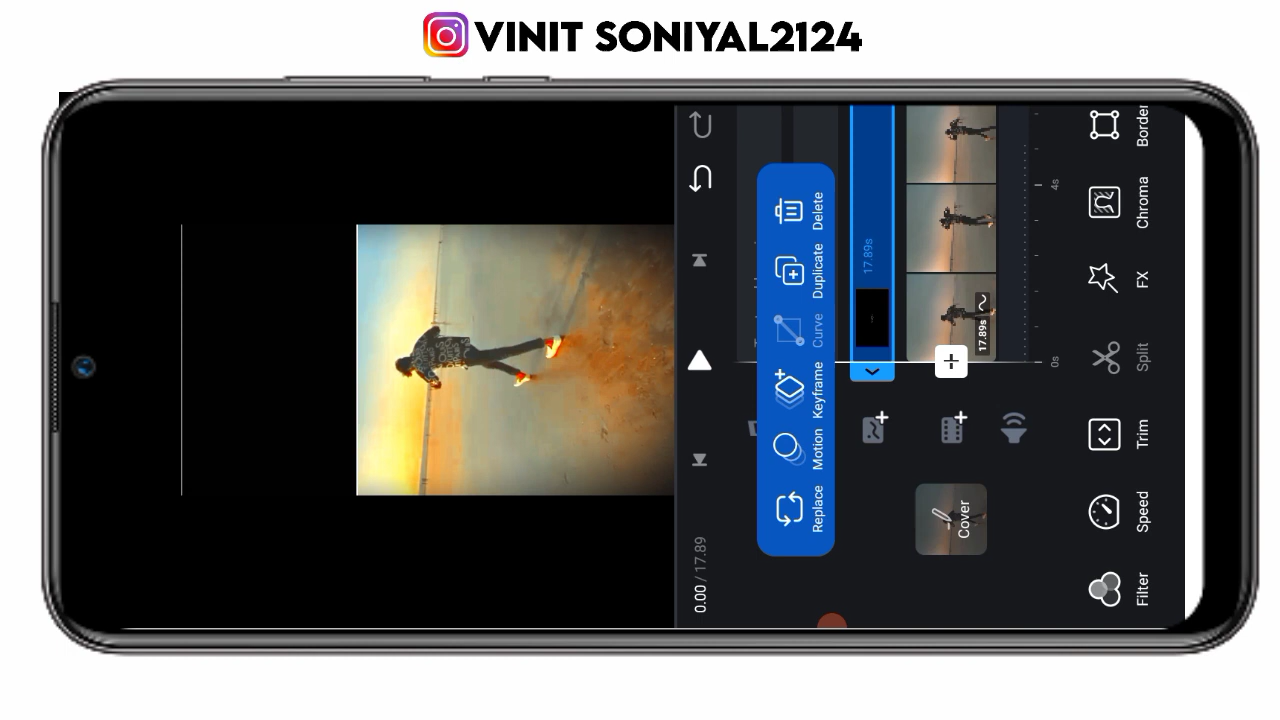 VINIT SONIYAL2124
0.00 / 17.89
Replace
Motion
Keyframe
Curve
Duplicate
Delete
17.89s
Cover
17.89s
0s
4s
Filter
Speed
Trim
Split
FX
Chroma
Border